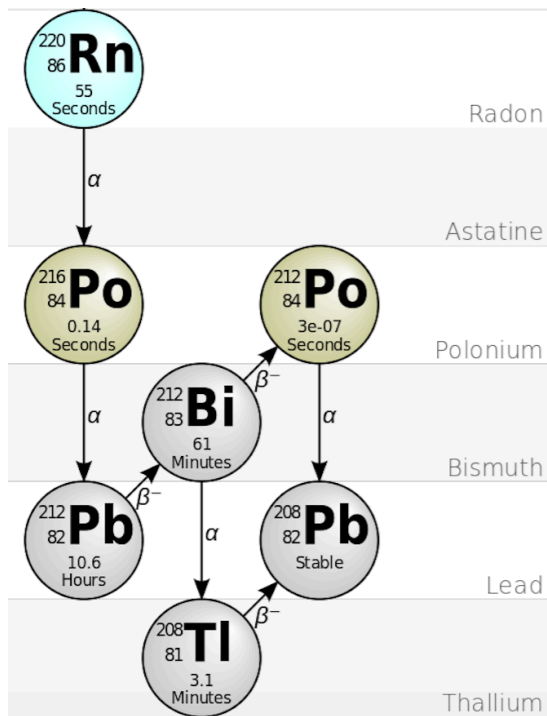 220
86 Rn
55
Seconds
Radon
α
Astatine
216
84 Po
0.14
Seconds
212
84 Po
3e-07
Seconds
Polonium
β⁻
α
212
83 Bi
61
Minutes
α
Bismuth
β⁻
212
82 Pb
10.6
Hours
α
208
82 Pb
Stable
Lead
β⁻
208
81 Tl
3.1
Minutes
Thallium